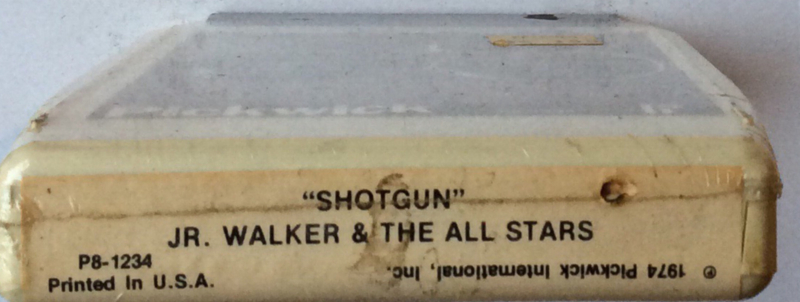 pickwick
"SHOTGUN"
JR. WALKER & THE ALL STARS
P8-1234
Printed In U.S.A.
℗ 1974 Pickwick International, Inc.